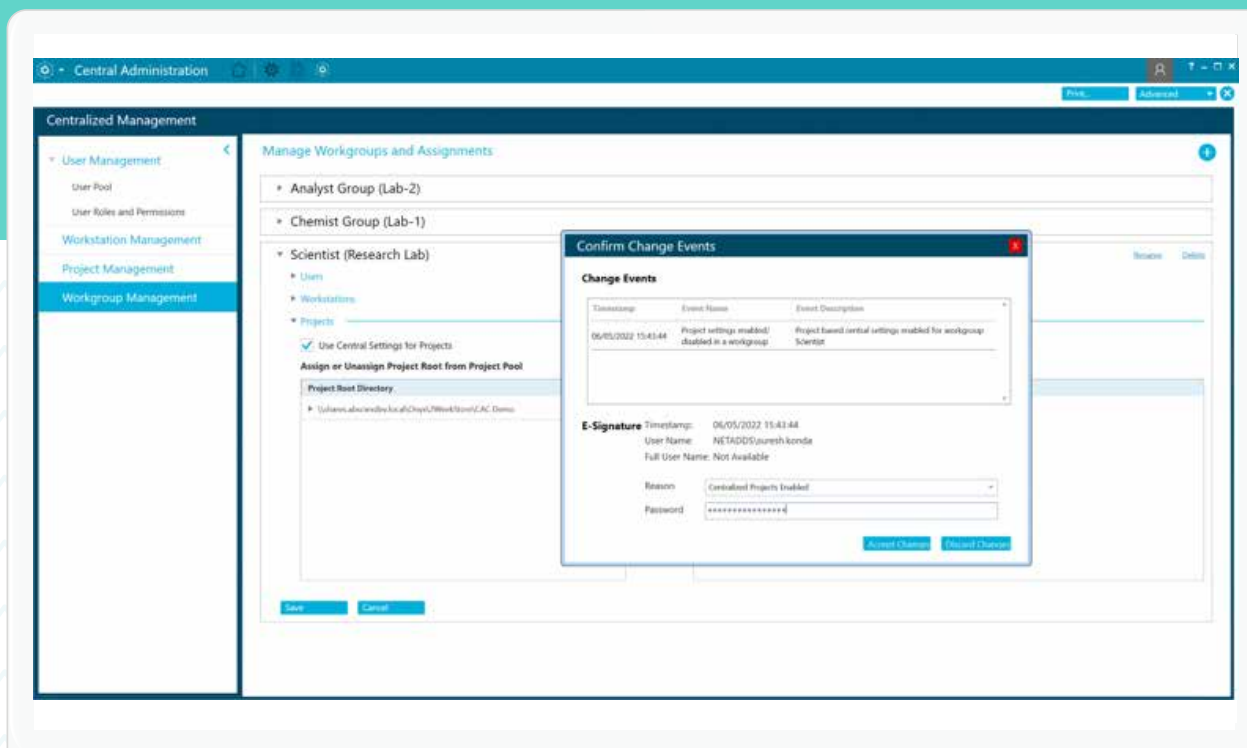 Central Administration
? – □ ×
Print...
Advanced
Centralized Management
User Management
User Pool
User Roles and Permissions
Workstation Management
Project Management
Workgroup Management
Manage Workgroups and Assignments
Analyst Group (Lab-2)
Chemist Group (Lab-1)
Scientist (Research Lab)
Rename Delete
Users
Workstations
Projects
Use Central Settings for Projects
Assign or Unassign Project Root from Project Pool
Project Root Directory
CAC Demo
Save Cancel
Confirm Change Events
X
Change Events
Timestamp Event Name Event Description
06/05/2022 15:43:44
Project settings enabled/
disabled in a workgroup
Project based central settings enabled for workgroup
Scientist
E-Signature Timestamp: 06/05/2022 15:43:44
User Name: NETADDS\suresh.konda
Full User Name: Not Available
Reason Centralized Projects Enabled
Password ****************
Accept Changes Discard Changes